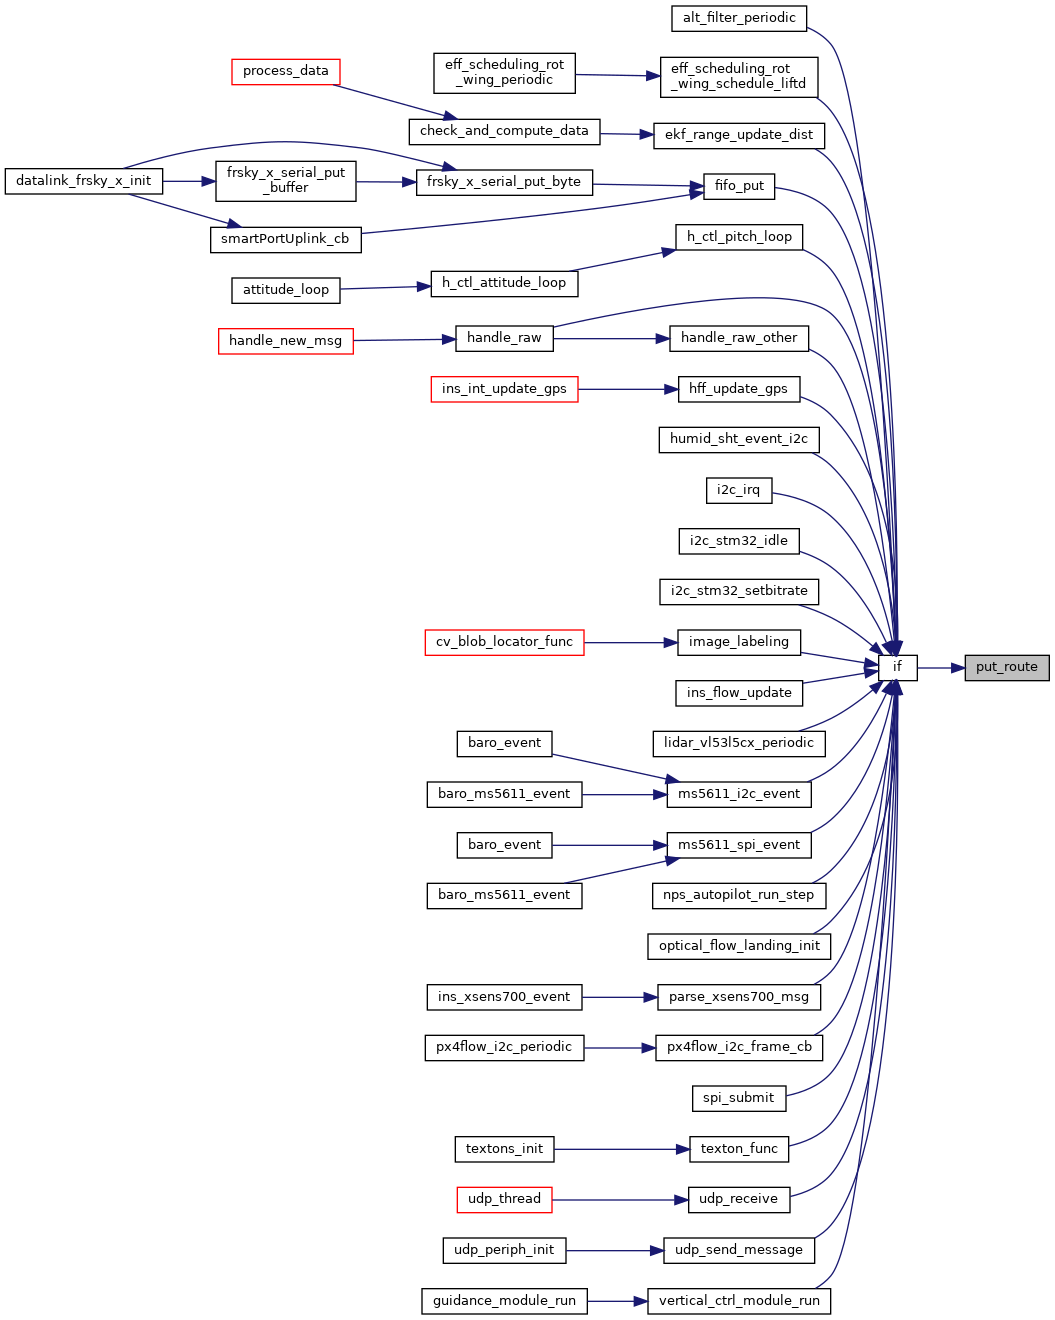 alt_filter_periodic
eff_scheduling_rot
_wing_periodic
eff_scheduling_rot
_wing_schedule_liftd
process_data
check_and_compute_data
ekf_range_update_dist
datalink_frsky_x_init
frsky_x_serial_put
_buffer
frsky_x_serial_put_byte
fifo_put
smartPortUplink_cb
h_ctl_pitch_loop
attitude_loop
h_ctl_attitude_loop
handle_new_msg
handle_raw
handle_raw_other
ins_int_update_gps
hff_update_gps
humid_sht_event_i2c
i2c_irq
i2c_stm32_idle
i2c_stm32_setbitrate
cv_blob_locator_func
image_labeling
if
put_route
ins_flow_update
baro_event
lidar_vl53l5cx_periodic
baro_ms5611_event
ms5611_i2c_event
baro_event
ms5611_spi_event
baro_ms5611_event
nps_autopilot_run_step
optical_flow_landing_init
ins_xsens700_event
parse_xsens700_msg
px4flow_i2c_periodic
px4flow_i2c_frame_cb
spi_submit
textons_init
texton_func
udp_thread
udp_receive
udp_periph_init
udp_send_message
guidance_module_run
vertical_ctrl_module_run